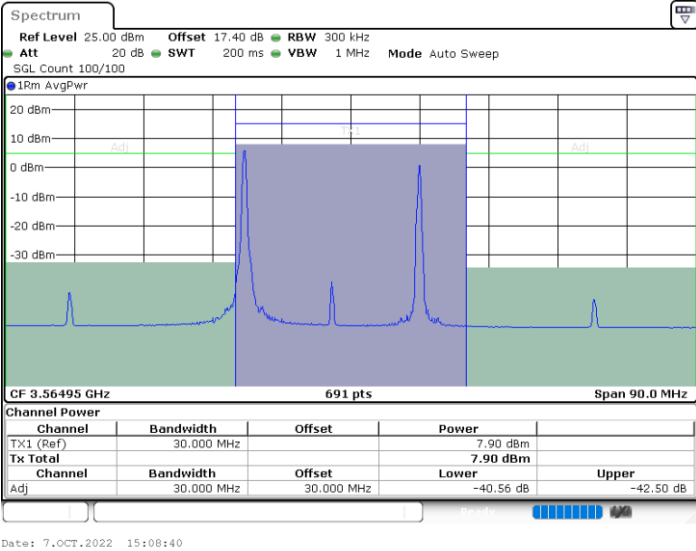 Spectrum
Ref Level 25.00 dBm Offset 17.40 dB RBW 300 kHz
Att 20 dB SWT 200 ms VBW 1 MHz Mode Auto Sweep
SGL Count 100/100
1Rm AvgPwr
20 dBm
TX1
10 dBm
Adj Adj
0 dBm
-10 dBm
-20 dBm
-30 dBm
CF 3.56495 GHz 691 pts Span 90.0 MHz
Channel Power
Channel Bandwidth Offset Power
TX1 (Ref) 30.000 MHz 7.90 dBm
Tx Total 7.90 dBm
Channel Bandwidth Offset Lower Upper
Adj 30.000 MHz 30.000 MHz -40.56 dB -42.50 dB
Ready
Date: 7.OCT.2022 15:08:40